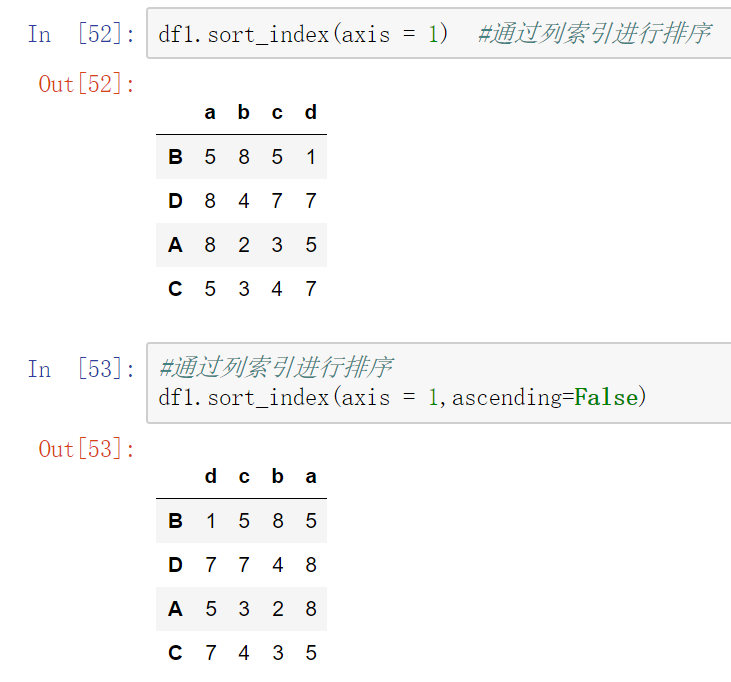 In [52]: df1.sort_index(axis = 1) #通过列索引进行排序
Out[52]:
a b c d
B 5 8 5 1
D 8 4 7 7
A 8 2 3 5
C 5 3 4 7
In [53]: #通过列索引进行排序
df1.sort_index(axis = 1,ascending=False)
Out[53]:
d c b a
B 1 5 8 5
D 7 7 4 8
A 5 3 2 8
C 7 4 3 5